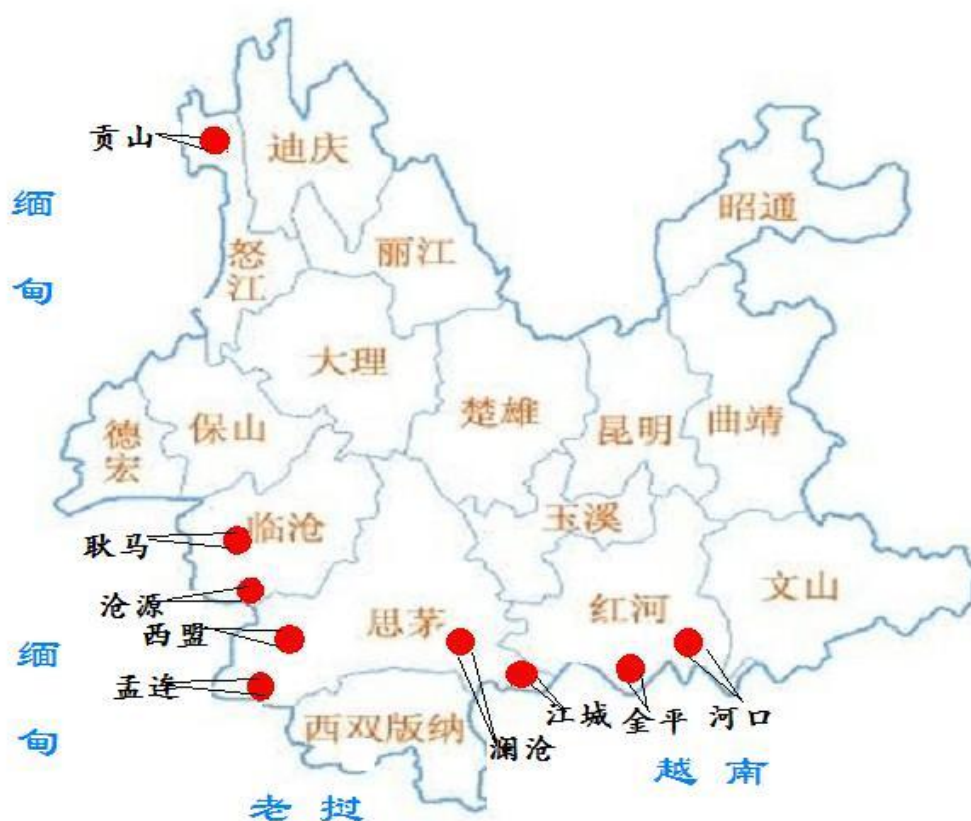 贡山
迪庆
缅
甸
昭通
怒江
丽江
大理
楚雄
昆明
曲靖
保山
德宏
临沧
玉溪
耿马
沧源
思茅
红河
文山
西盟
缅
甸
孟连
西双版纳
澜沧
江城
金平
河口
越南
老挝